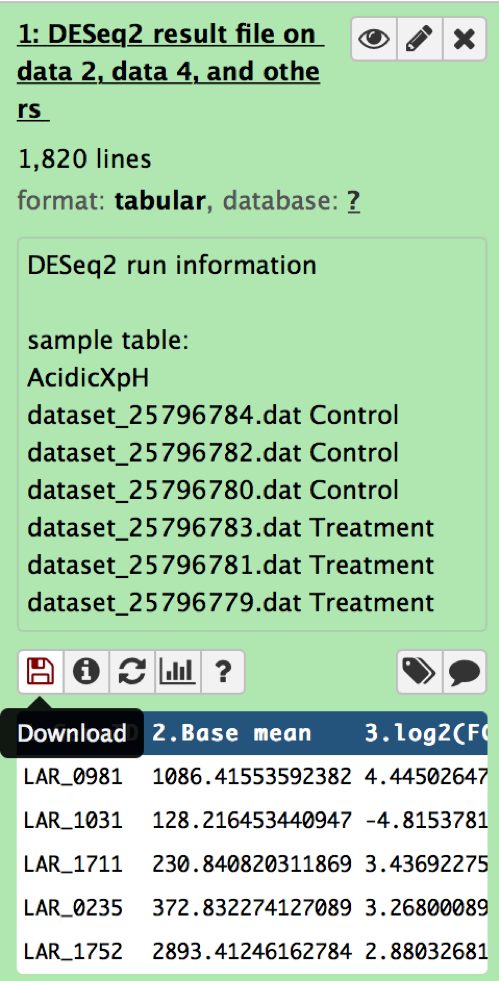 1: DESeq2 result file on
data 2, data 4, and othe
rs
1,820 lines
format: tabular, database: ?
DESeq2 run information
sample table:
AcidicXpH
dataset_25796784.dat Control
dataset_25796782.dat Control
dataset_25796780.dat Control
dataset_25796783.dat Treatment
dataset_25796781.dat Treatment
dataset_25796779.dat Treatment
?
Download 2.Base mean 3.log2(FC
LAR_0981 1086.41553592382 4.44502647
LAR_1031 128.216453440947 -4.8153781
LAR_1711 230.840820311869 3.43692275
LAR_0235 372.832274127089 3.26800089
LAR_1752 2893.41246162784 2.88032681